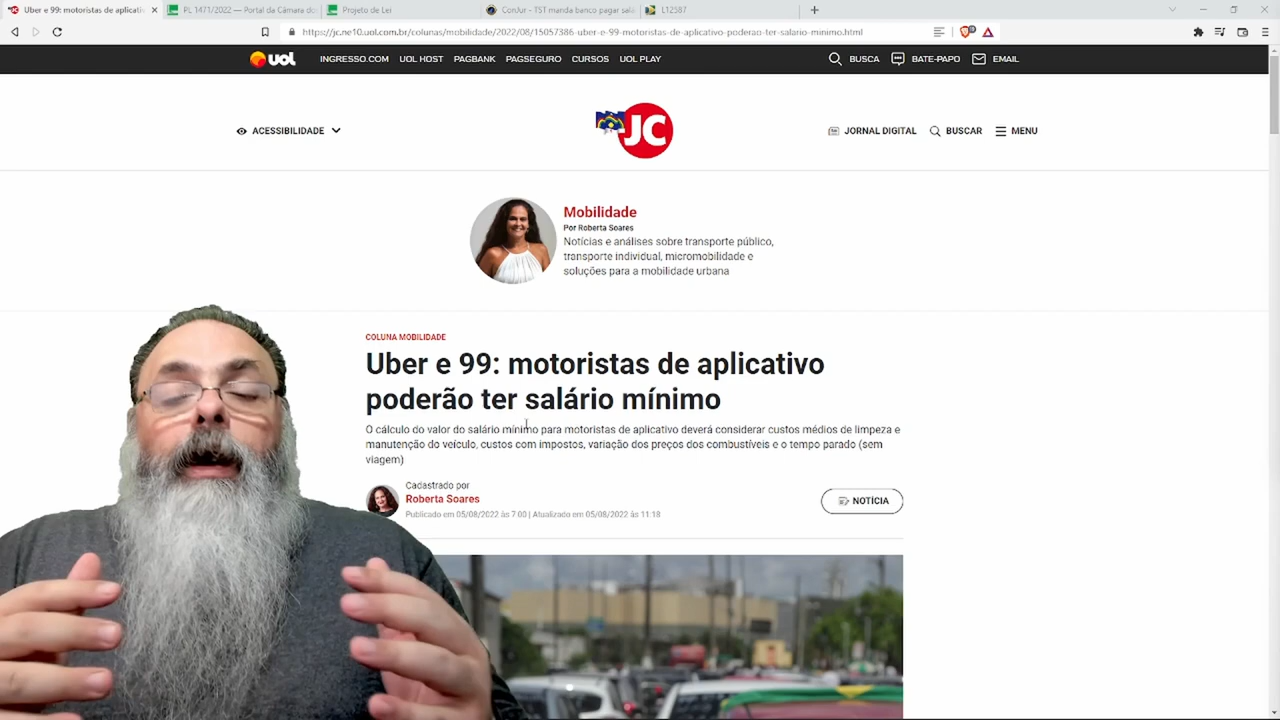 Uber e 99: motoristas de aplicativ
PL 1471/2022 — Portal da Câmara do
Projeto de Lei
ConJur - TST manda banco pagar sala
L12587
https://jc.ne10.uol.com.br/colunas/mobilidade/2022/08/15057386-uber-e-99-motoristas-de-aplicativo-poderao-ter-salario-minimo.html
UOL INGRESSO.COM UOL HOST PAGBANK PAGSEGURO CURSOS UOL PLAY BUSCA BATE-PAPO EMAIL
ACESSIBILIDADE JC JORNAL DIGITAL BUSCAR MENU
Mobilidade
Por Roberta Soares
Notícias e análises sobre transporte público,
transporte individual, micromobilidade e
soluções para a mobilidade urbana
COLUNA MOBILIDADE
Uber e 99: motoristas de aplicativo
poderão ter salário mínimo
O cálculo do valor do salário mínimo para motoristas de aplicativo deverá considerar custos médios de limpeza e
manutenção do veículo, custos com impostos, variação dos preços dos combustíveis e o tempo parado (sem
viagem)
Cadastrado por
Roberta Soares
Publicado em 05/08/2022 às 7:00 | Atualizado em 05/08/2022 às 11:18
NOTÍCIA